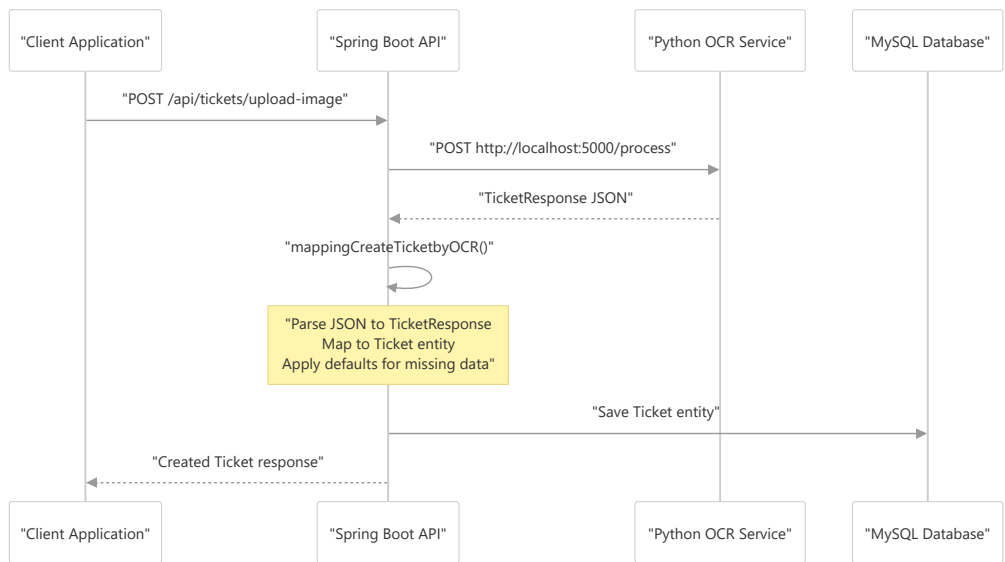 "Client Application"
"Spring Boot API"
"Python OCR Service"
"MySQL Database"
"POST /api/tickets/upload-image"
"POST http://localhost:5000/process"
"TicketResponse JSON"
"mappingCreateTicketbyOCR()"
"Parse JSON to TicketResponse
Map to Ticket entity
Apply defaults for missing data"
"Save Ticket entity"
"Created Ticket response"
"Client Application"
"Spring Boot API"
"Python OCR Service"
"MySQL Database"